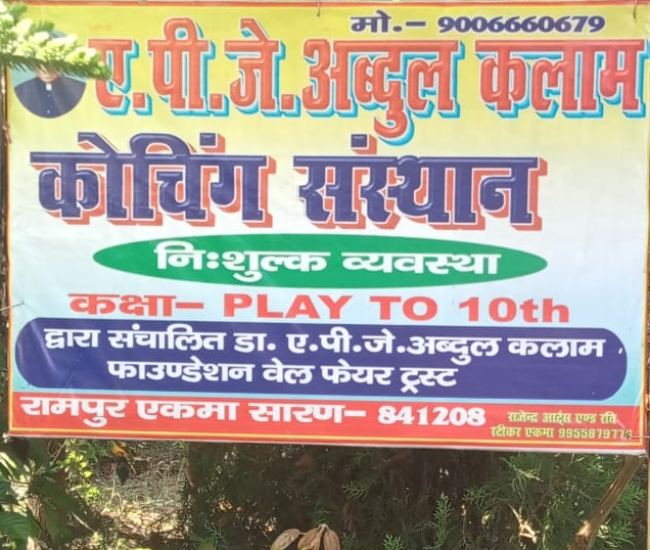 मो.- 9006660679
ए.पी.जे.अब्दुल कलाम
कोचिंग संस्थान
निःशुल्क व्यवस्था
कक्षा- PLAY TO 10th
द्वारा संचालित डा. ए.पी.जे.अब्दुल कलाम
फाउण्डेशन वेल फेयर ट्रस्ट
रामपुर एकमा सारण- 841208
राजेन्द्र आर्ट्स एण्ड रवि
स्टीकर एकमा